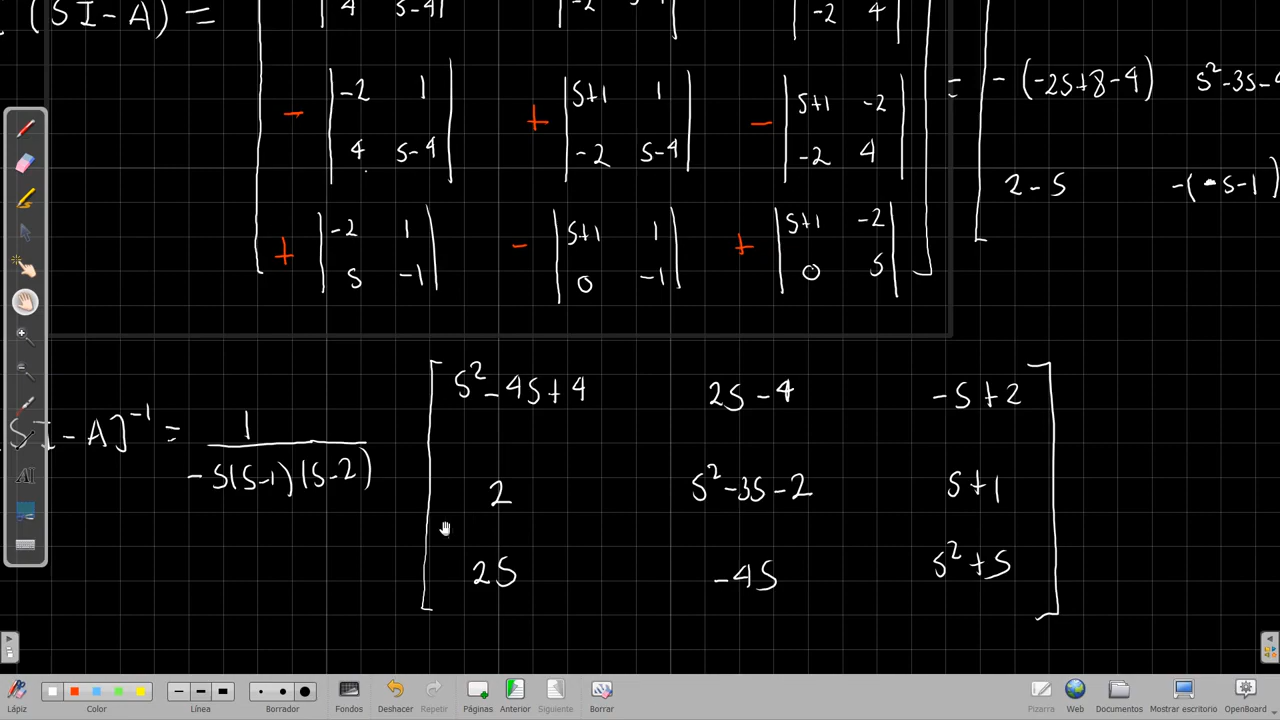 (SI-A) =
4 S-4 -2 -2 4
- | -2 1 | + | S+1 1 | - | S+1 -2 | = -(-2S+8-4) S²-3S-4
| 4 S-4 | | -2 S-4 | | -2 4 |
2-S -(-S-1)
+ | -2 1 | - | S+1 1 | + | S+1 -2 |
| S -1 | | 0 -1 | | 0 S |
S²-4S+4 2S-4 -S+2
SI-A]⁻¹ = 1
-S(S-1)(S-2)
2 S²-3S-2 S+1
2S -4S S²+S
AI
Lápiz Color Línea Borrador Fondos Deshacer Repetir Páginas Anterior Siguiente Borrar Pizarra Web Documentos Mostrar escritorio OpenBoard